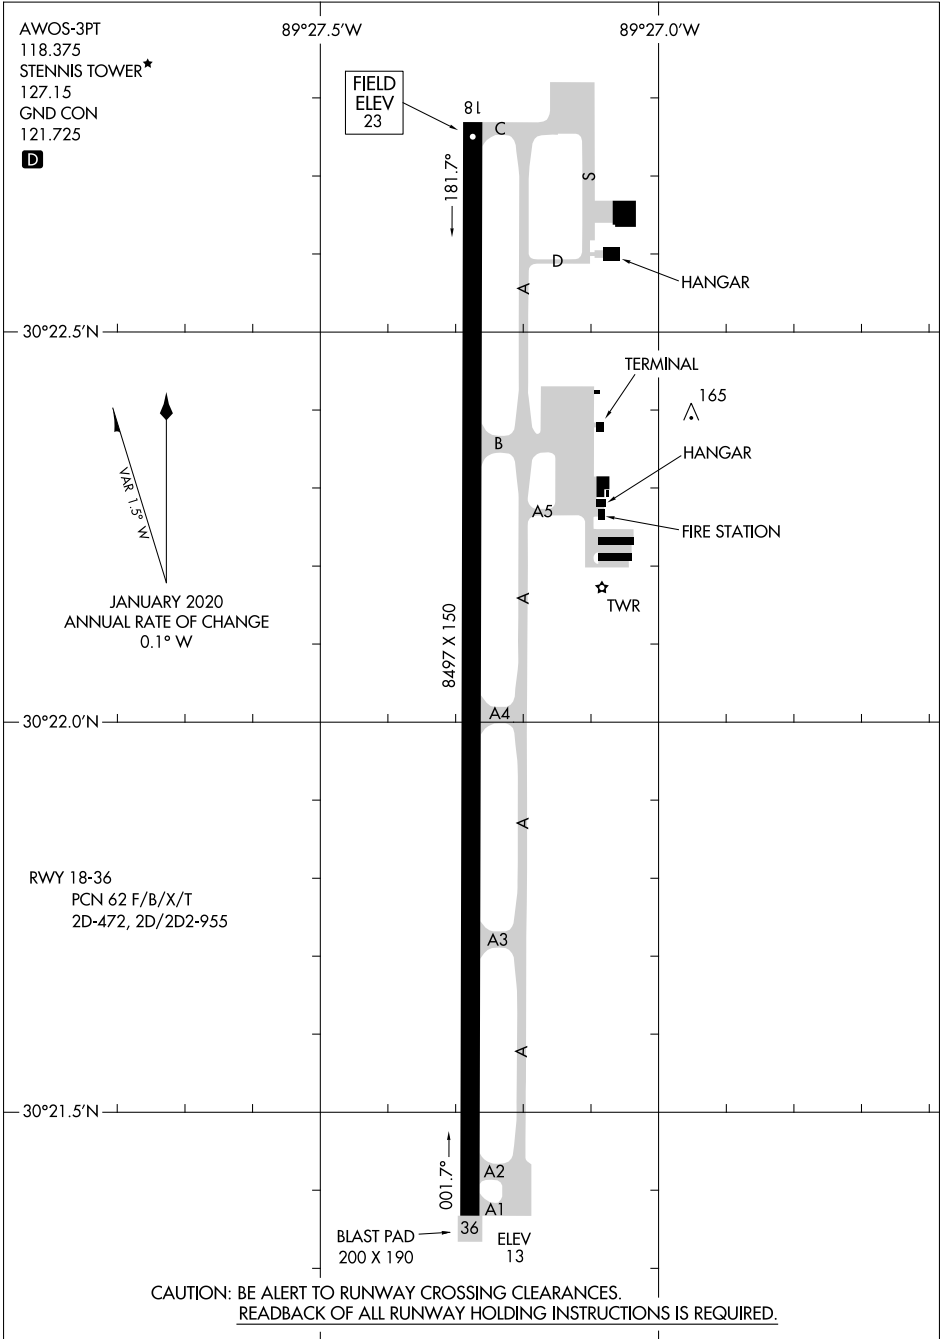 AWOS-3PT
118.375
STENNIS TOWER★
127.15
GND CON
121.725
D
89°27.5'W
89°27.0'W
FIELD
ELEV
23
18
181.7°
C
S
D
A
HANGAR
30°22.5'N
TERMINAL
165
B
HANGAR
A5
FIRE STATION
VAR 1.5° W
JANUARY 2020
ANNUAL RATE OF CHANGE
0.1° W
A
TWR
8497 X 150
30°22.0'N
A4
A
RWY 18-36
PCN 62 F/B/X/T
2D-472, 2D/2D2-955
A3
A
30°21.5'N
001.7°
A2
A1
36
BLAST PAD
200 X 190
ELEV
13
CAUTION: BE ALERT TO RUNWAY CROSSING CLEARANCES.
READBACK OF ALL RUNWAY HOLDING INSTRUCTIONS IS REQUIRED.